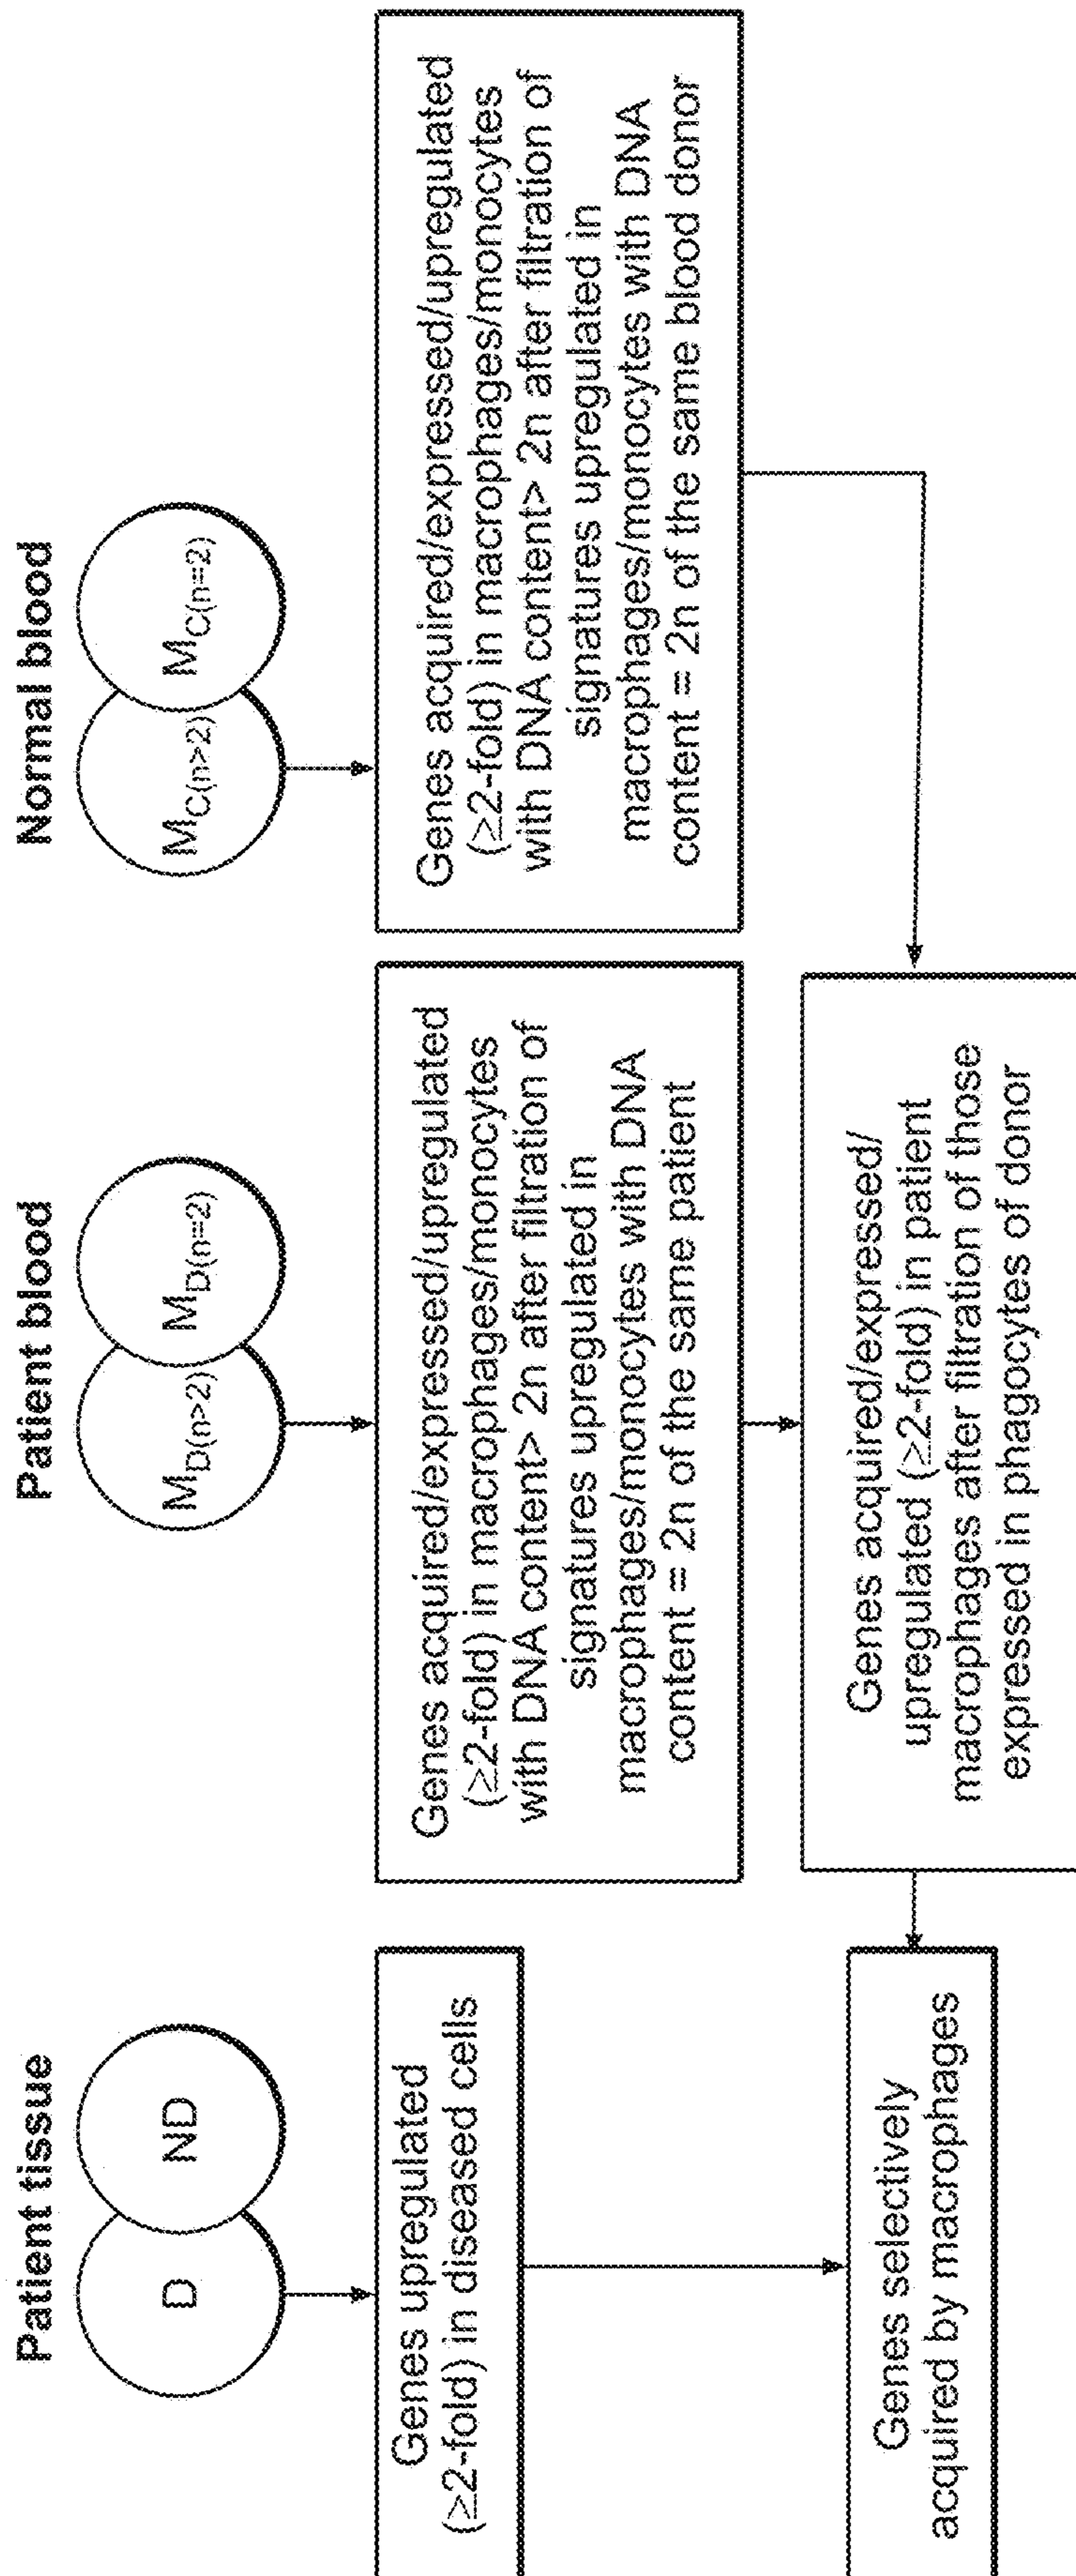 Patient tissue
D
ND
Genes upregulated
(≥2-fold) in diseased cells
Genes selectively
acquired by macrophages
Patient blood
M_D(n>2)
M_D(n=2)
Genes acquired/expressed/upregulated
(≥2-fold) in macrophages/monocytes
with DNA content> 2n after filtration of
signatures upregulated in
macrophages/monocytes with DNA
content = 2n of the same patient
Genes acquired/expressed/
upregulated (≥2-fold) in patient
macrophages after filtration of those
expressed in phagocytes of donor
Normal blood
M_C(n>2)
M_C(n=2)
Genes acquired/expressed/upregulated
(≥2-fold) in macrophages/monocytes
with DNA content> 2n after filtration of
signatures upregulated in
macrophages/monocytes with DNA
content = 2n of the same blood donor